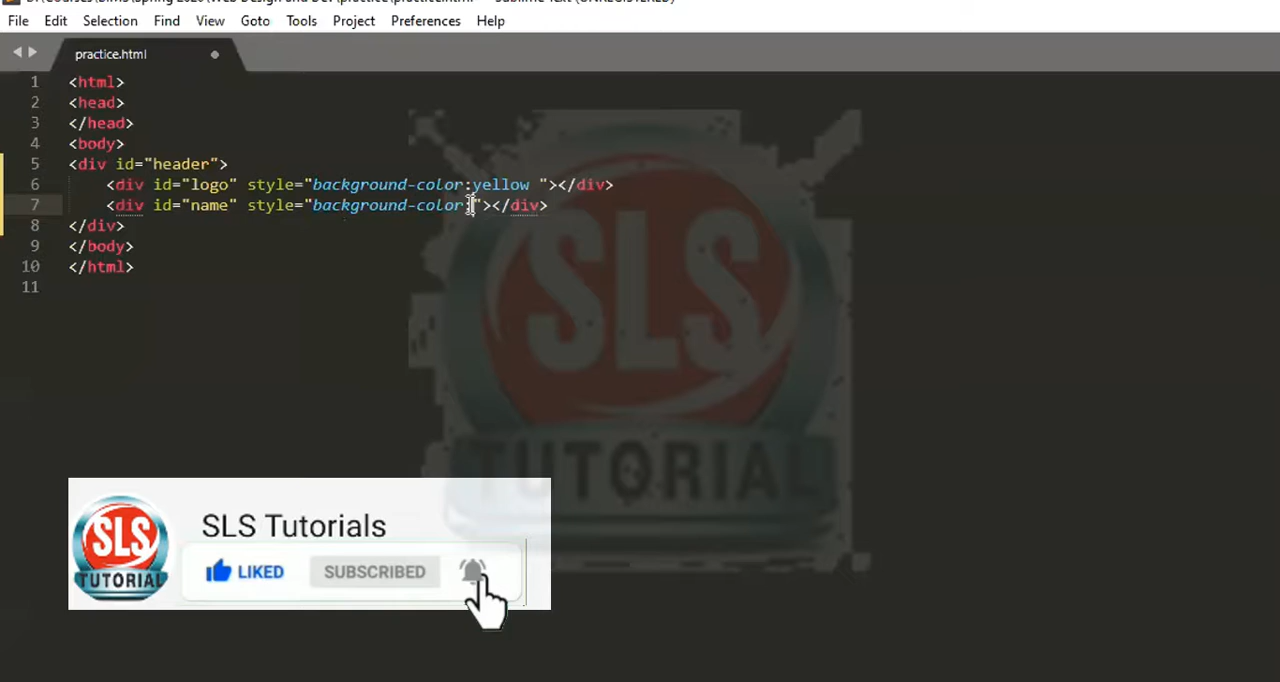 File Edit Selection Find View Goto Tools Project Preferences Help
practice.html
1 <html>
2 <head>
3 </head>
4 <body>
5 <div id="header">
6 <div id="logo" style="background-color:yellow "></div>
7 <div id="name" style="background-color:"></div>
8 </div>
9 </body>
10 </html>
11
SLS
TUTORIAL
SLS
TUTORIAL
SLS Tutorials
LIKED SUBSCRIBED